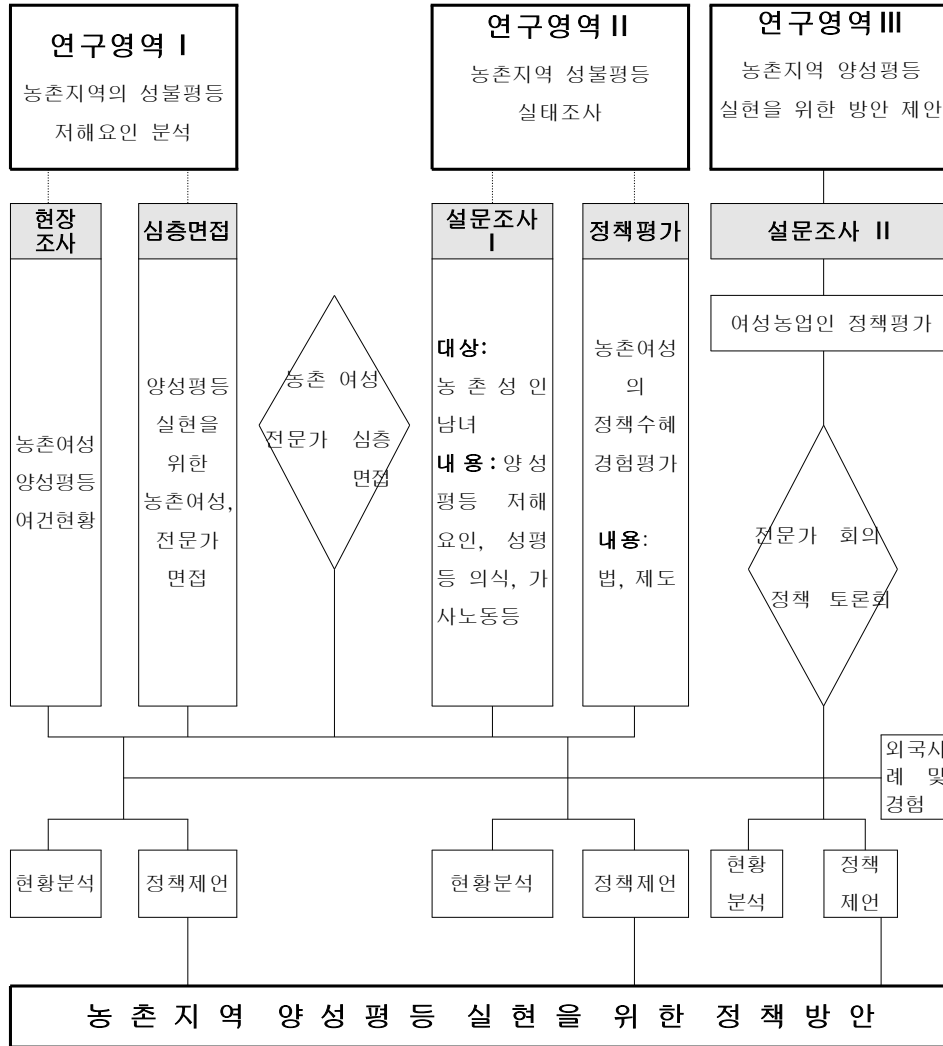 연구영역 Ⅰ
농촌지역의 성불평등
저해요인 분석
연구영역 Ⅱ
농촌지역 성불평등
실태조사
연구영역 Ⅲ
농촌지역 양성평등
실현을 위한 방안 제안
현장
조사
심층면접
설문조사
Ⅰ
정책평가
설문조사 Ⅱ
농촌여성
양성평등
여건현황
양성평등
실현을
위한
농촌여성,
전문가
면접
농촌 여성
전문가 심층
면접
대상:
농 촌 성 인
남녀
내 용 : 양 성
평등 저해
요인, 성평
등 의식, 가
사노동등
농촌여성
의
정책수혜
경험평가
내용:
법, 제도
여성농업인 정책평가
전문가 회의
정책 토론회
외국사
례 및
경험
현황분석
정책제언
현황분석
정책제언
현황
분석
정책
제언
농 촌 지 역 양 성 평 등 실 현 을 위 한 정 책 방 안